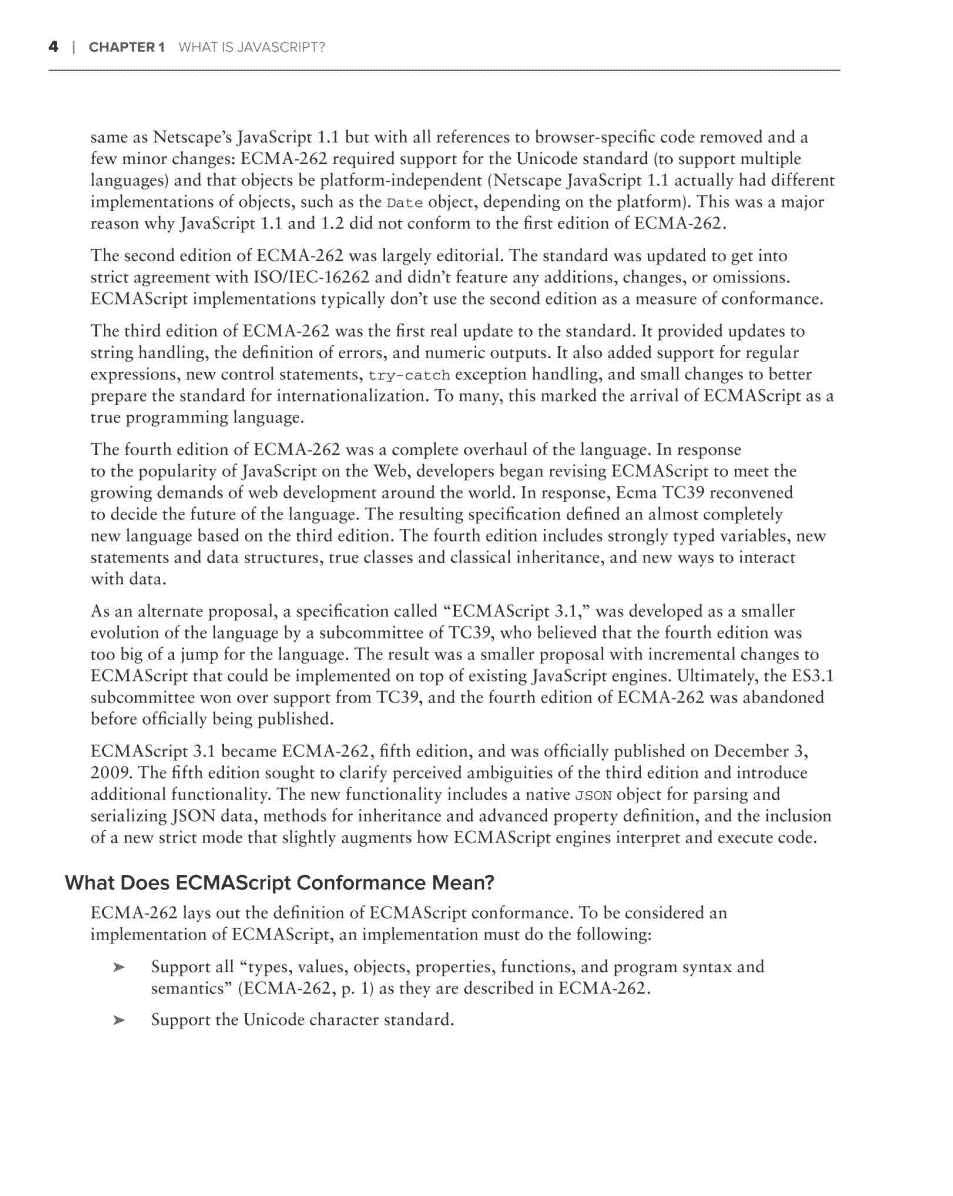 4 | CHAPTER 1 WHAT IS JAVASCRIPT?
same as Netscape’s JavaScript 1.1 but with all references to browser-specific code removed and a
few minor changes: ECMA-262 required support for the Unicode standard (to support multiple
languages) and that objects be platform-independent (Netscape JavaScript 1.1 actually had different
implementations of objects, such as the Date object, depending on the platform). This was a major
reason why JavaScript 1.1 and 1.2 did not conform to the first edition of ECMA-262.
The second edition of ECMA-262 was largely editorial. The standard was updated to get into
strict agreement with ISO/IEC-16262 and didn’t feature any additions, changes, or omissions.
ECMAScript implementations typically don’t use the second edition as a measure of conformance.
The third edition of ECMA-262 was the first real update to the standard. It provided updates to
string handling, the definition of errors, and numeric outputs. It also added support for regular
expressions, new control statements, try-catch exception handling, and small changes to better
prepare the standard for internationalization. To many, this marked the arrival of ECMAScript as a
true programming language.
The fourth edition of ECMA-262 was a complete overhaul of the language. In response
to the popularity of JavaScript on the Web, developers began revising ECMAScript to meet the
growing demands of web development around the world. In response, Ecma TC39 reconvened
to decide the future of the language. The resulting specification defined an almost completely
new language based on the third edition. The fourth edition includes strongly typed variables, new
statements and data structures, true classes and classical inheritance, and new ways to interact
with data.
As an alternate proposal, a specification called “ECMAScript 3.1,” was developed as a smaller
evolution of the language by a subcommittee of TC39, who believed that the fourth edition was
too big of a jump for the language. The result was a smaller proposal with incremental changes to
ECMAScript that could be implemented on top of existing JavaScript engines. Ultimately, the ES3.1
subcommittee won over support from TC39, and the fourth edition of ECMA-262 was abandoned
before officially being published.
ECMAScript 3.1 became ECMA-262, fifth edition, and was officially published on December 3,
2009. The fifth edition sought to clarify perceived ambiguities of the third edition and introduce
additional functionality. The new functionality includes a native JSON object for parsing and
serializing JSON data, methods for inheritance and advanced property definition, and the inclusion
of a new strict mode that slightly augments how ECMAScript engines interpret and execute code.
What Does ECMAScript Conformance Mean?
ECMA-262 lays out the definition of ECMAScript conformance. To be considered an
implementation of ECMAScript, an implementation must do the following:
➤ Support all “types, values, objects, properties, functions, and program syntax and
semantics” (ECMA-262, p. 1) as they are described in ECMA-262.
➤ Support the Unicode character standard.